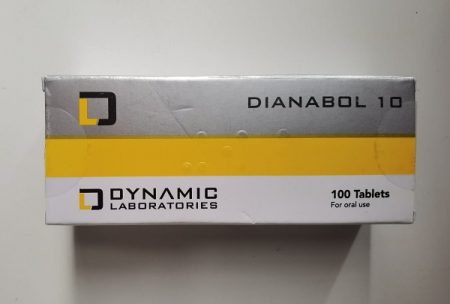 DIANABOL 10
DYNAMIC
LABORATORIES
100 Tablets
For oral use